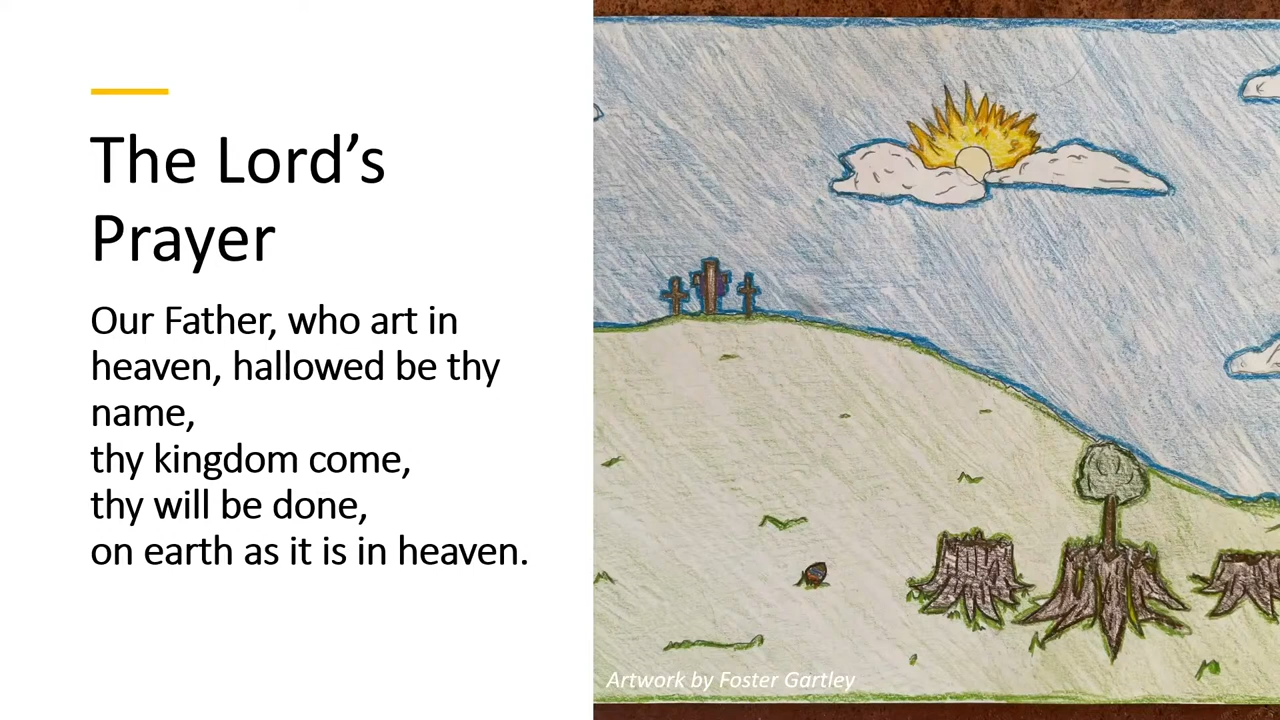 The Lord’s
Prayer
Our Father, who art in
heaven, hallowed be thy
name,
thy kingdom come,
thy will be done,
on earth as it is in heaven.
Artwork by Foster Gartley